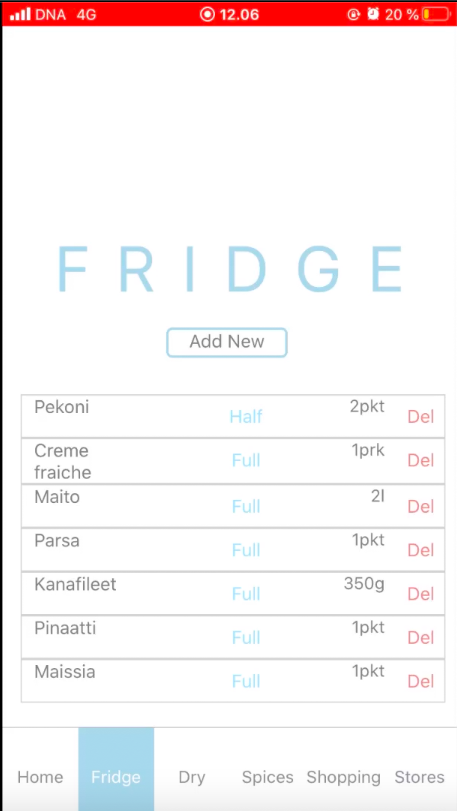 DNA 4G 12.06 20 %
FRIDGE
Add New
Pekoni Half 2pkt Del
Creme
fraiche Full 1prk Del
Maito Full 2l Del
Parsa Full 1pkt Del
Kanafileet Full 350g Del
Pinaatti Full 1pkt Del
Maissia Full 1pkt Del
Home Fridge Dry Spices Shopping Stores